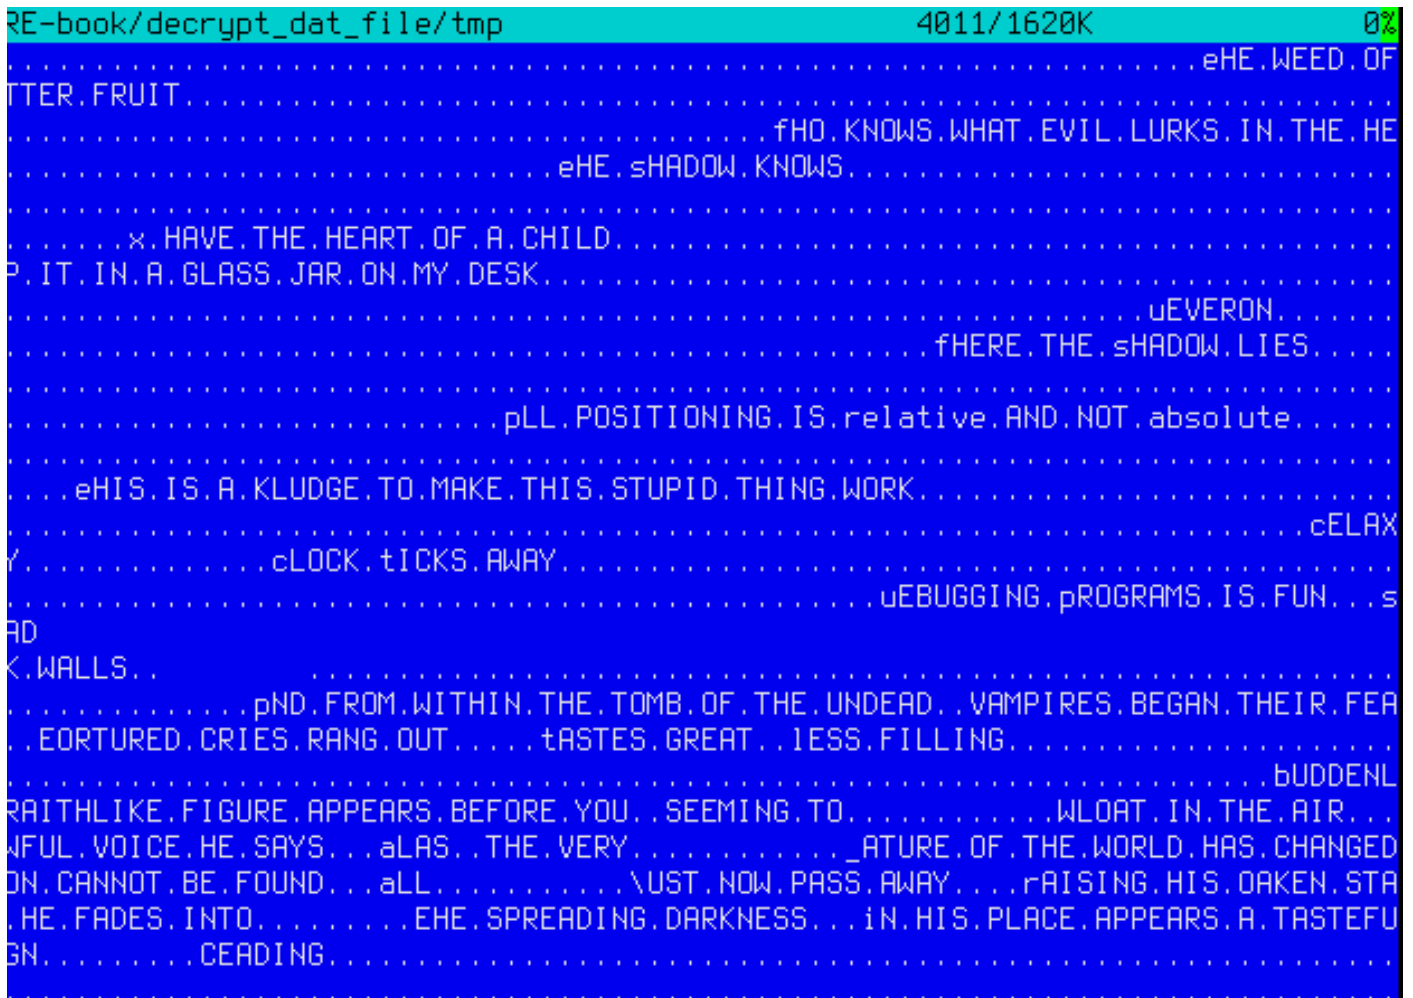 RE-book/decrypt_dat_file/tmp 4011/1620K 0%
................................................................... eHE.WEED.OF
TTER.FRUIT....................................................................
...........................................fHO.KNOWS.WHAT.EVIL.LURKS.IN.THE.HE
...............................eHE.sHADOW.KNOWS...............................
..............................................................................
.......x.HAVE.THE.HEART.OF.A.CHILD............................................
P.IT.IN.A.GLASS.JAR.ON.MY.DESK................................................
................................................................uEVERON.......
....................................................fHERE.THE.sHADOW.LIES.....
..............................................................................
............................pLL.POSITIONING.IS.relative.AND.NOT.absolute......
..............................................................................
....eHIS.IS.A.KLUDGE.TO.MAKE.THIS.STUPID.THING.WORK...........................
.........................................................................cELAX
Y..............cLOCK.tICKS.AWAY...............................................
.................................................uEBUGGING.pROGRAMS.IS.FUN...s
AD
K.WALLS.. .............................................................
..............pND.FROM.WITHIN.THE.TOMB.OF.THE.UNDEAD..VAMPIRES.BEGAN.THEIR.FEA
..EORTURED.CRIES.RANG.OUT.....tASTES.GREAT..lESS.FILLING......................
.......................................................................bUDDENL
RAITHLIKE.FIGURE.APPEARS.BEFORE.YOU..SEEMING.TO............WLOAT.IN.THE.AIR...
WFUL.VOICE.HE.SAYS...aLAS..THE.VERY............_ATURE.OF.THE.WORLD.HAS.CHANGED
ON.CANNOT.BE.FOUND...aLL...........\UST.NOW.PASS.AWAY....rAISING.HIS.OAKEN.STA
.HE.FADES.INTO.........EHE.SPREADING.DARKNESS...iN.HIS.PLACE.APPEARS.A.TASTEFU
GN.........CEADING............................................................
..............................................................................